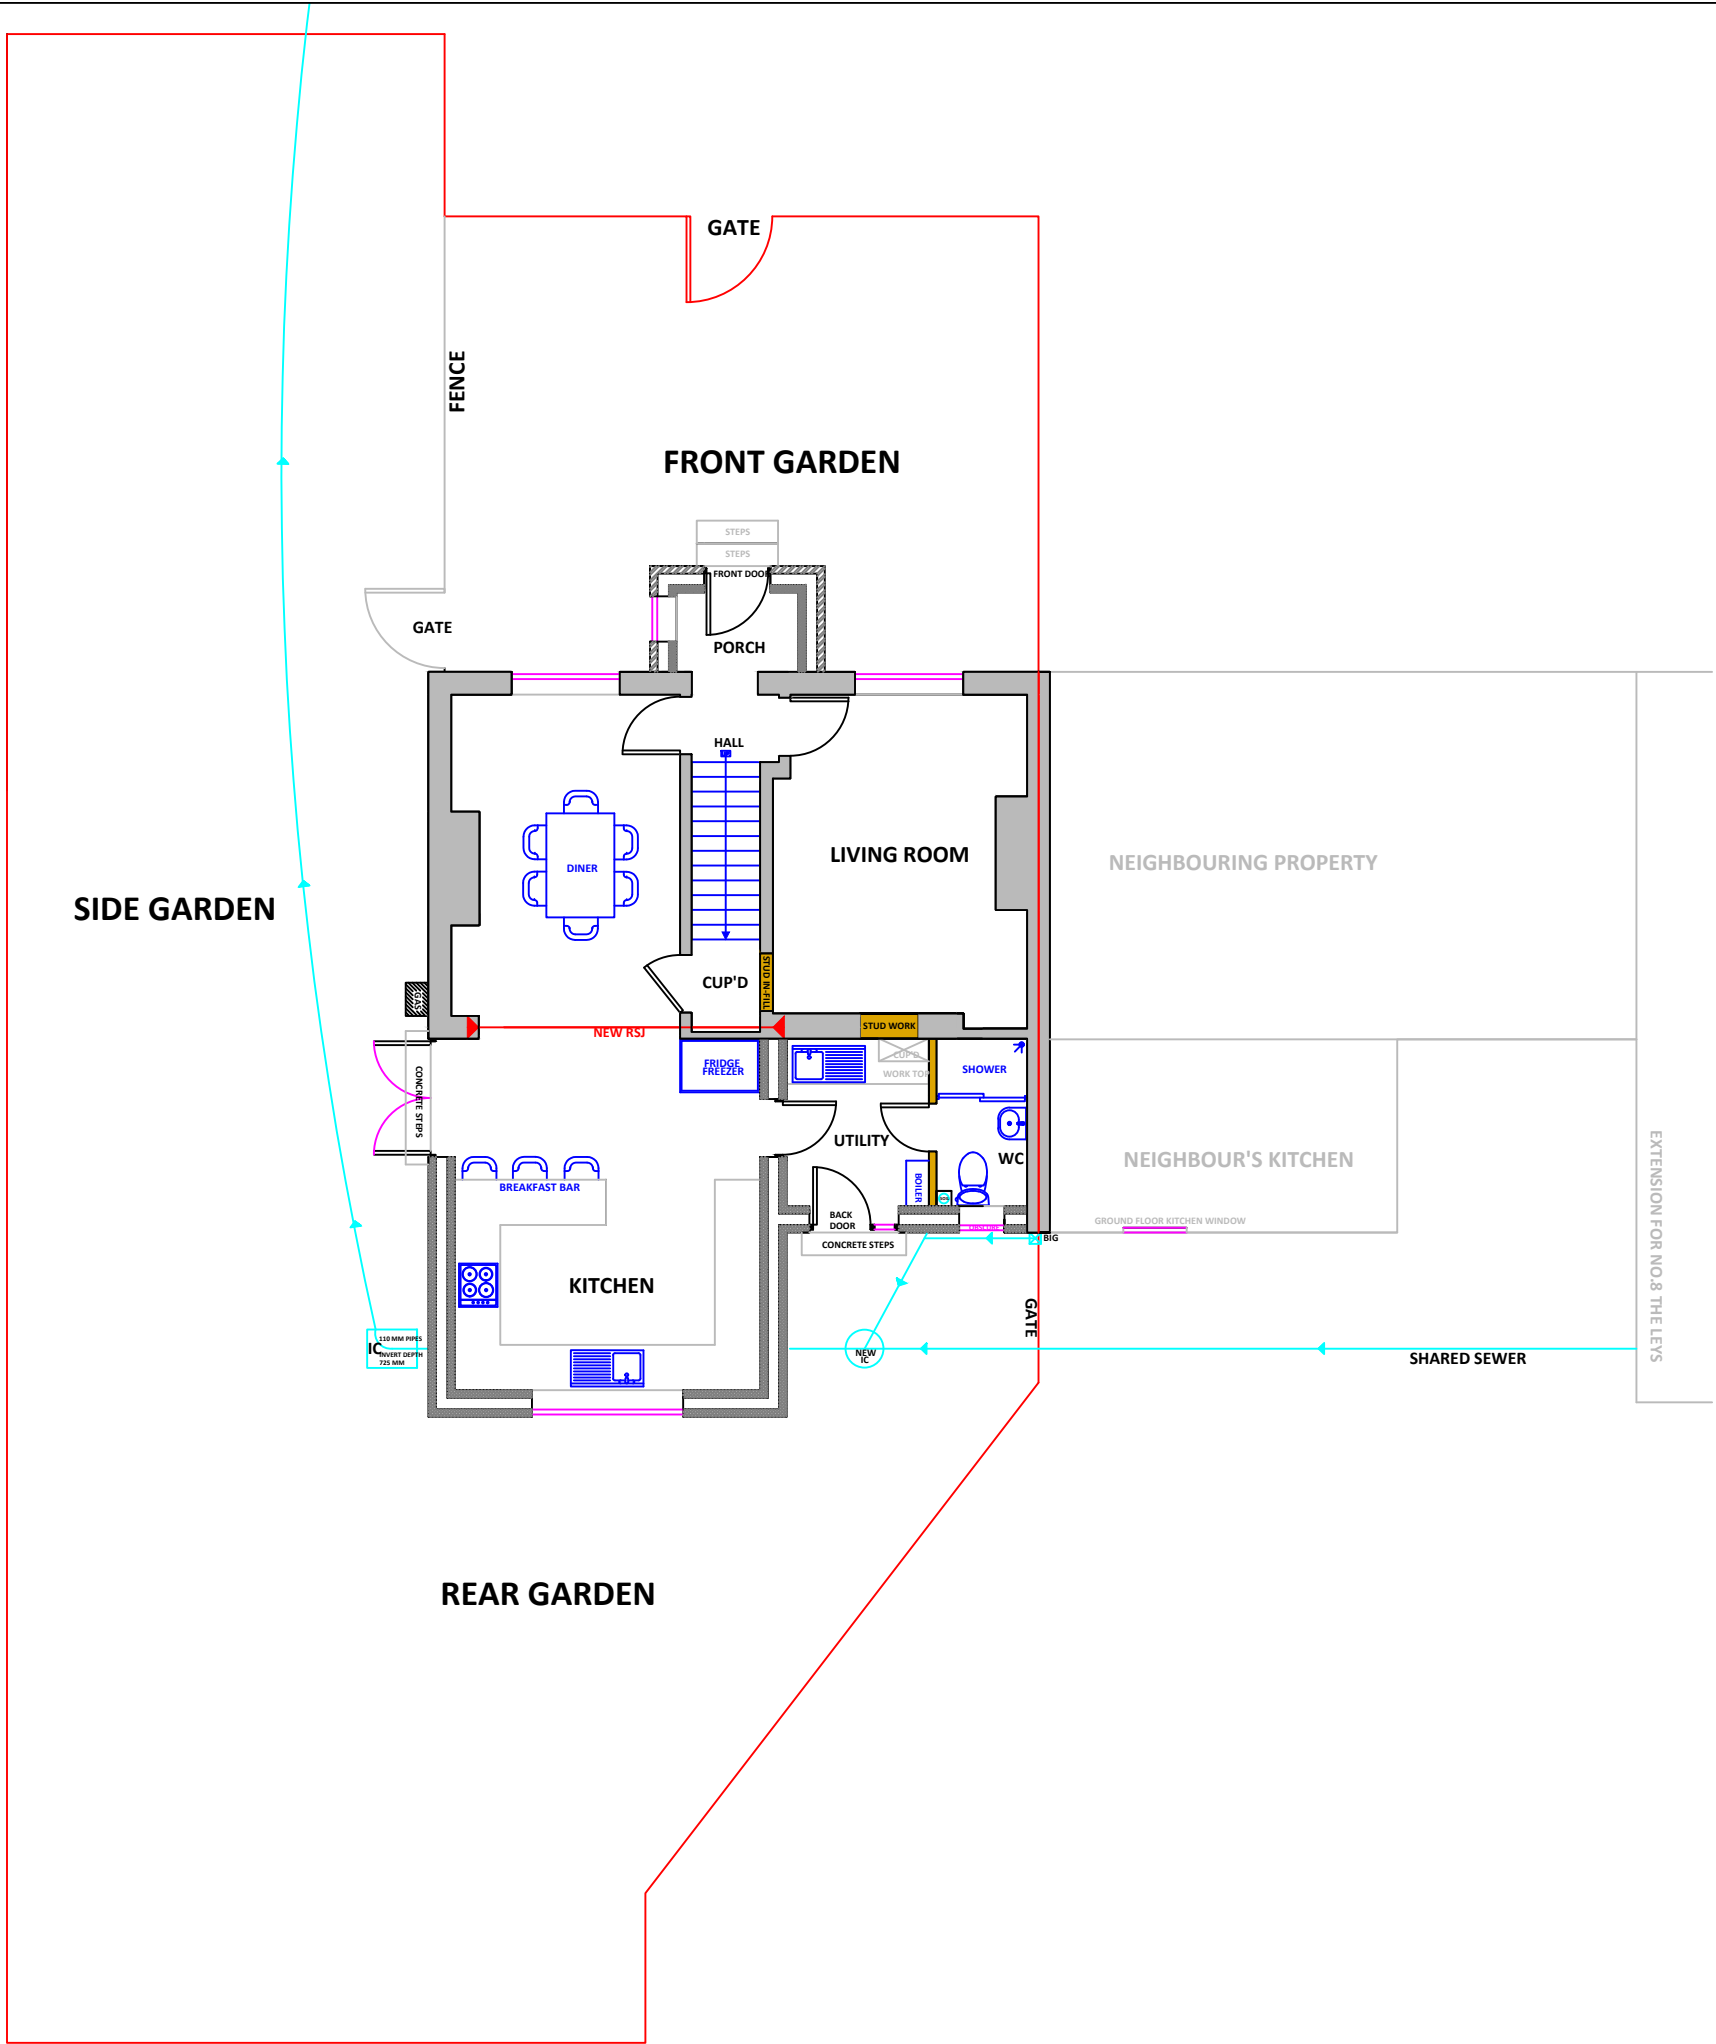 GATE
FENCE
FRONT GARDEN
STEPS
STEPS
FRONT DOOR
GATE
PORCH
HALL
LIVING ROOM
DINER
NEIGHBOURING PROPERTY
SIDE GARDEN
CUP'D
STUD IN-FILL
GAS
NEW RSJ
STUD WORK
FRIDGE
FREEZER
CUP'D
WORK TOP
SHOWER
CONCRETE STEPS
UTILITY
WC
NEIGHBOUR'S KITCHEN
BREAKFAST BAR
BOILER
BACK
DOOR
OBSCURE
GROUND FLOOR KITCHEN WINDOW
EXTENSION FOR NO.8 THE LEYS
CONCRETE STEPS
BIG
KITCHEN
GATE
IC
110 MM PIPES
INVERT DEPTH
725 MM
NEW
IC
SHARED SEWER
REAR GARDEN